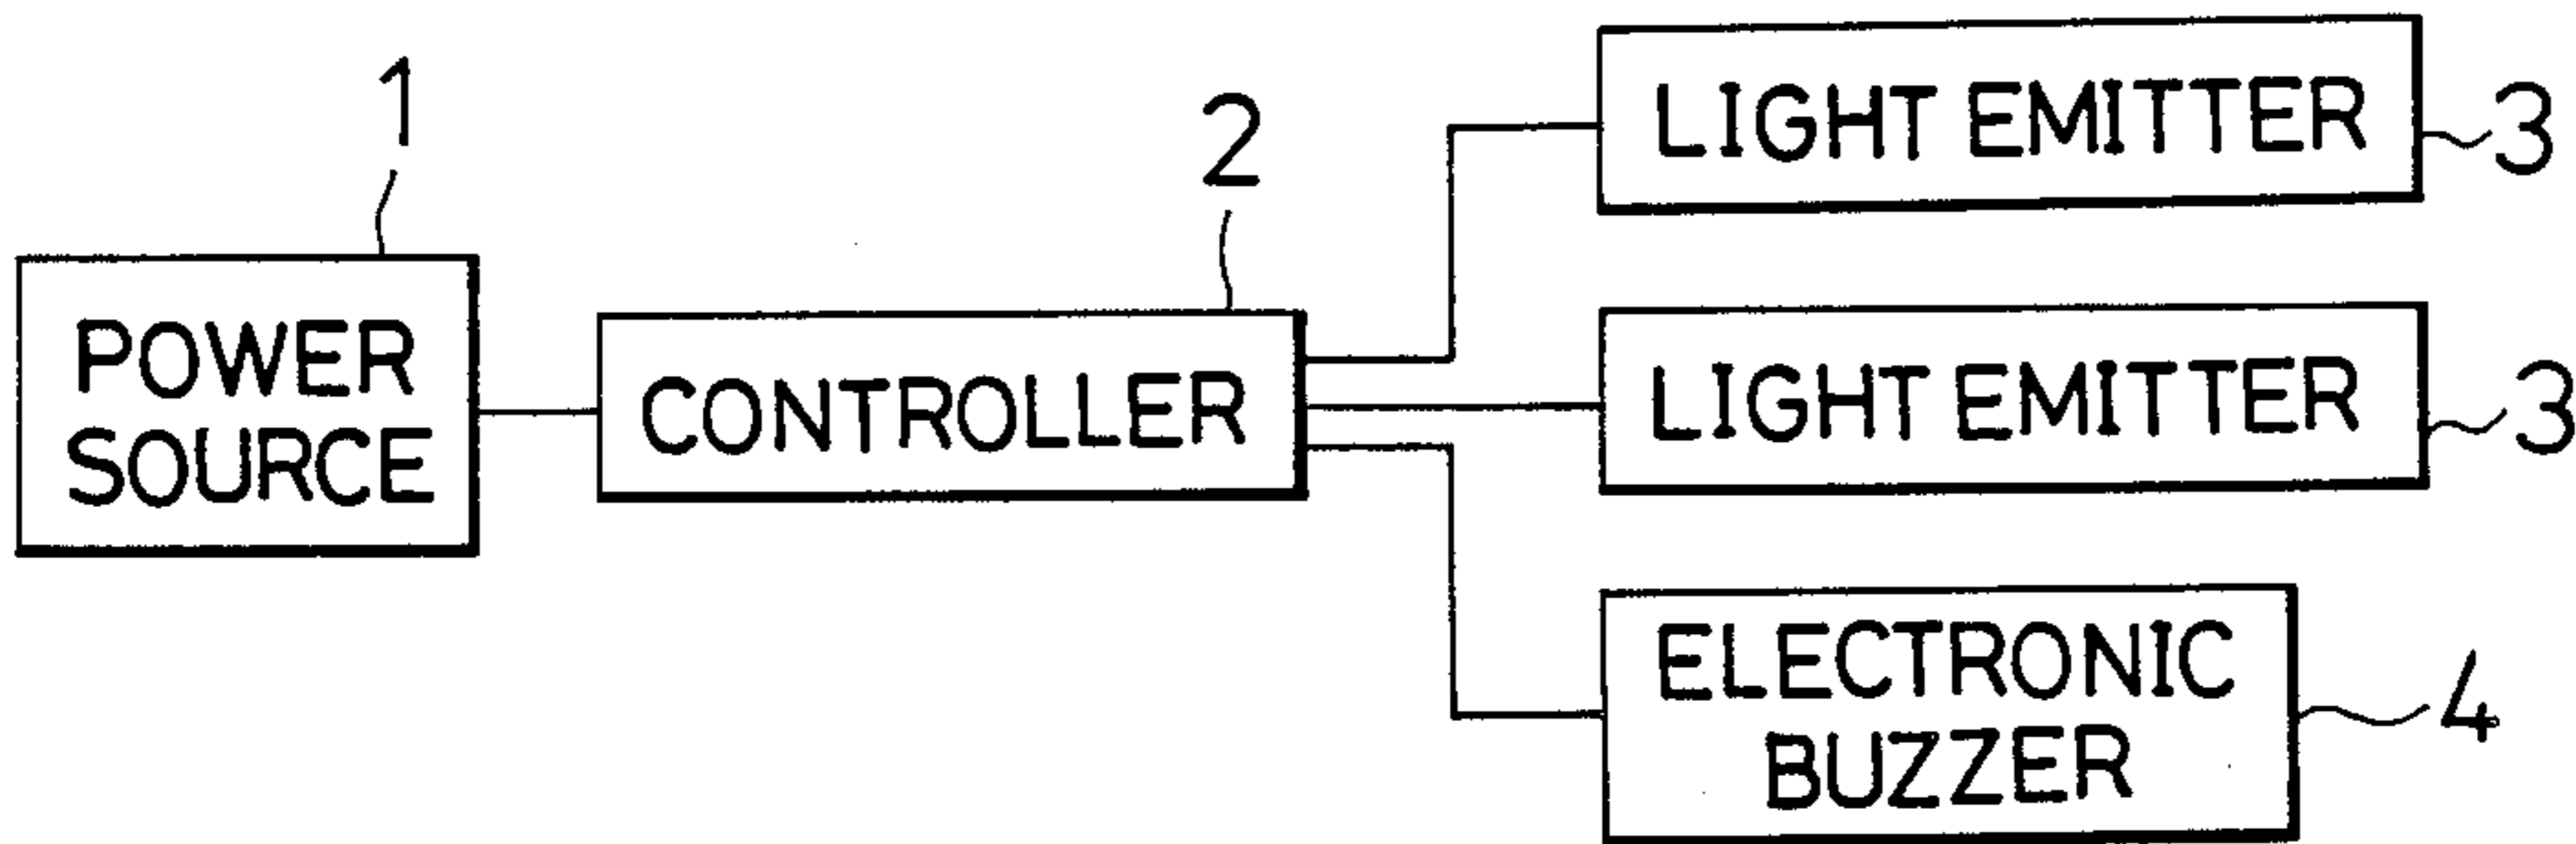 1
POWER
SOURCE
2
CONTROLLER
LIGHT EMITTER 3
LIGHT EMITTER 3
ELECTRONIC
BUZZER
4